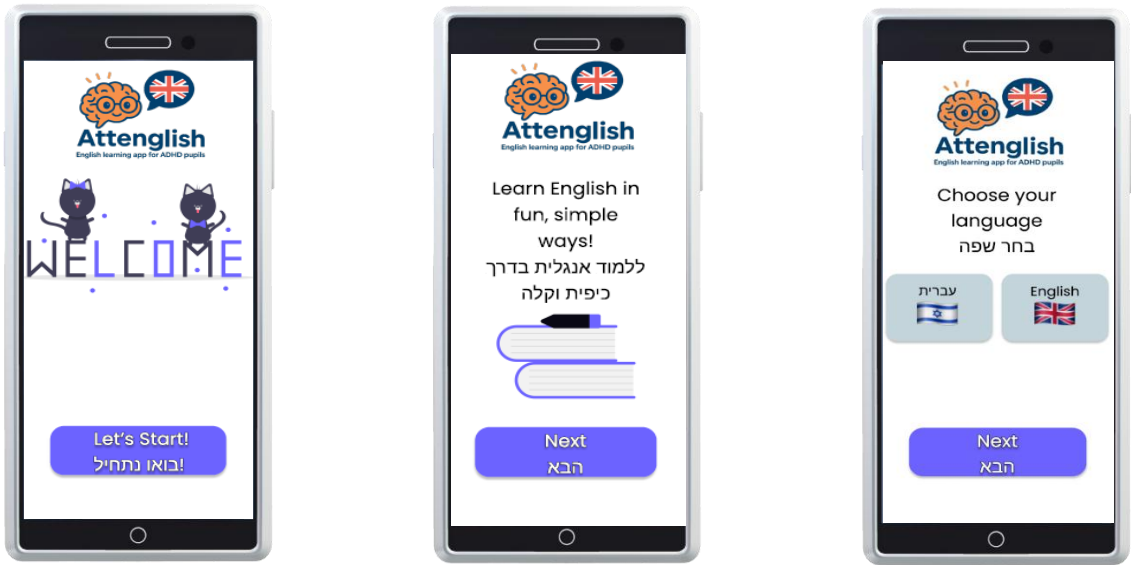 Attenglish
English learning app for ADHD pupils
WELCOME
Let's Start!
בואו נתחיל!
Attenglish
English learning app for ADHD pupils
Learn English in
fun, simple
ways!
ללמוד אנגלית בדרך
כיפית וקלה
Next
הבא
Attenglish
English learning app for ADHD pupils
Choose your
language
בחר שפה
עברית
English
Next
הבא